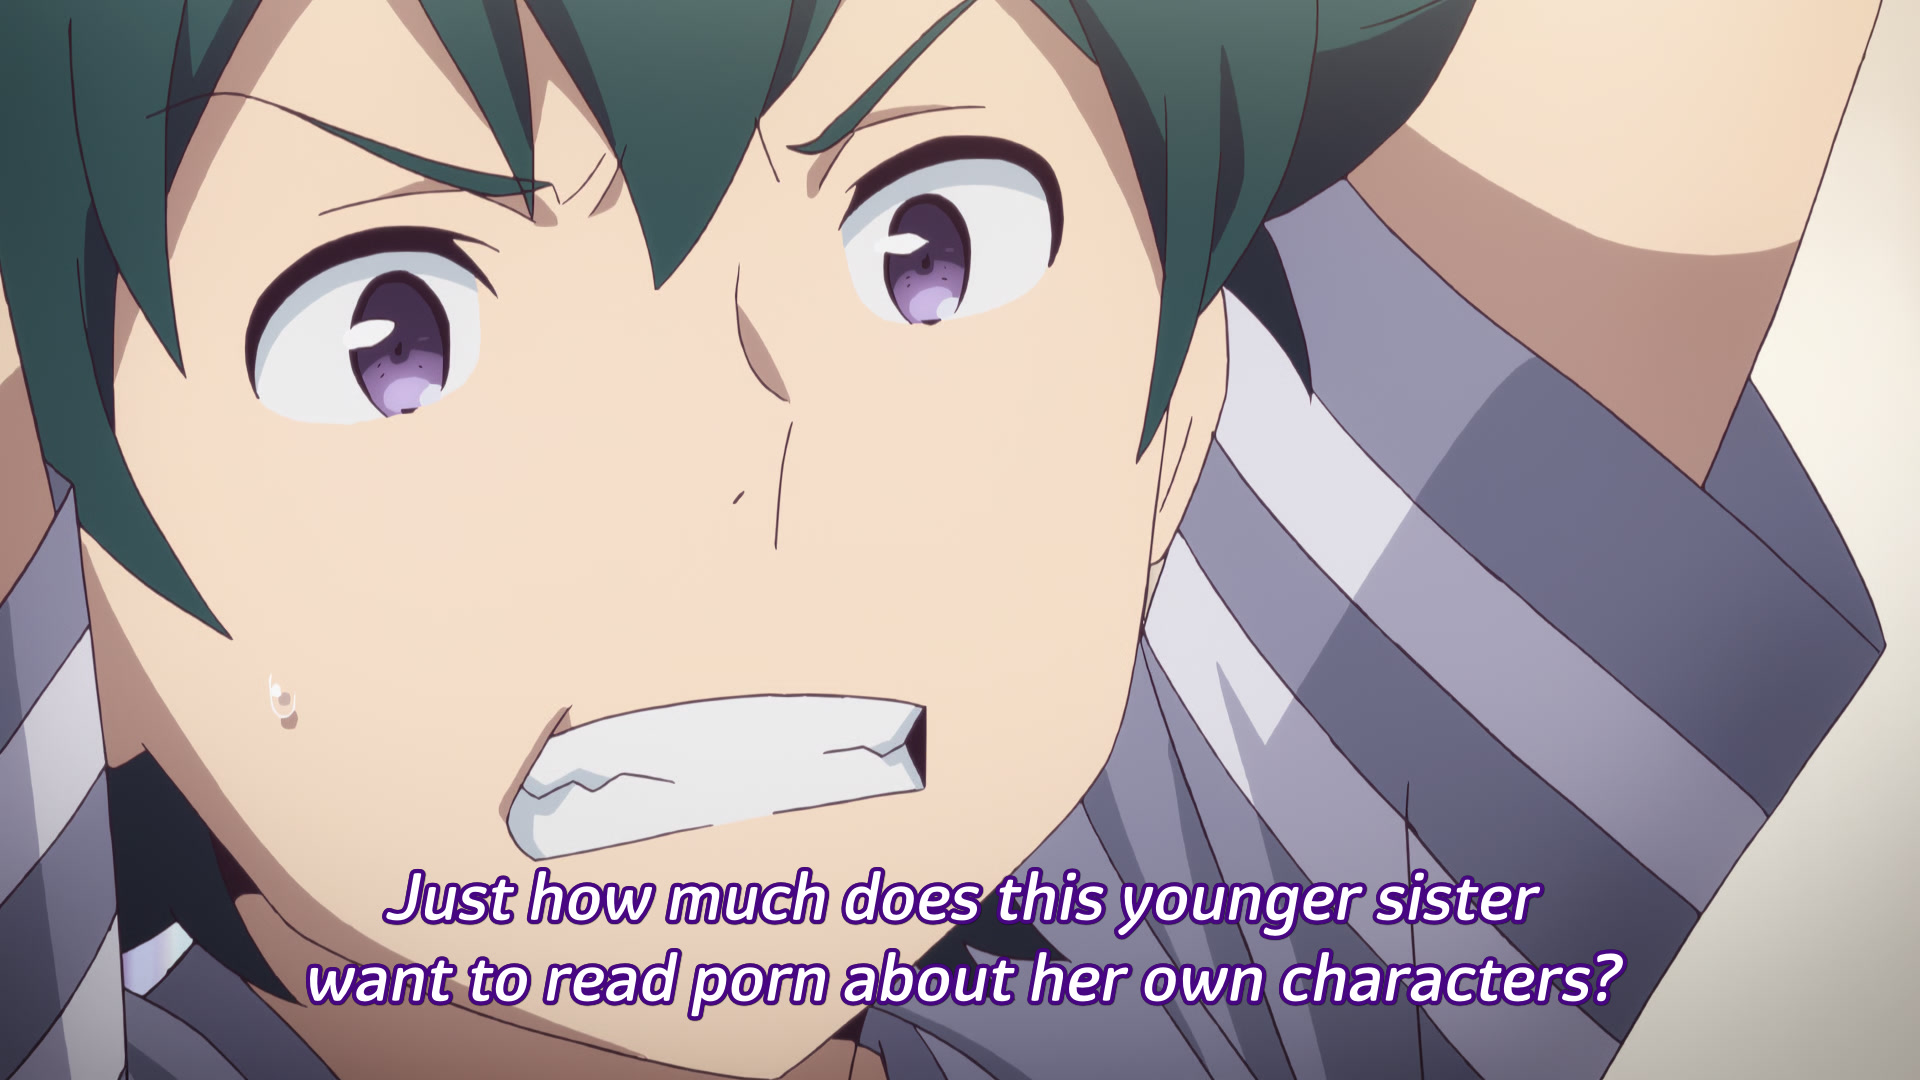 Just how much does this younger sister
want to read porn about her own characters?